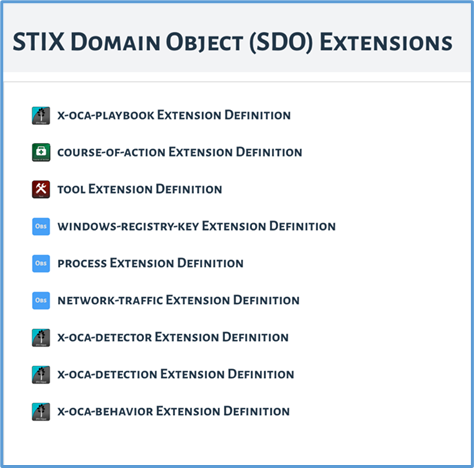 STIX Domain Object (SDO) Extensions
x-oca-playbook Extension Definition
course-of-action Extension Definition
tool Extension Definition
Obs windows-registry-key Extension Definition
Obs process Extension Definition
Obs network-traffic Extension Definition
x-oca-detector Extension Definition
x-oca-detection Extension Definition
x-oca-behavior Extension Definition